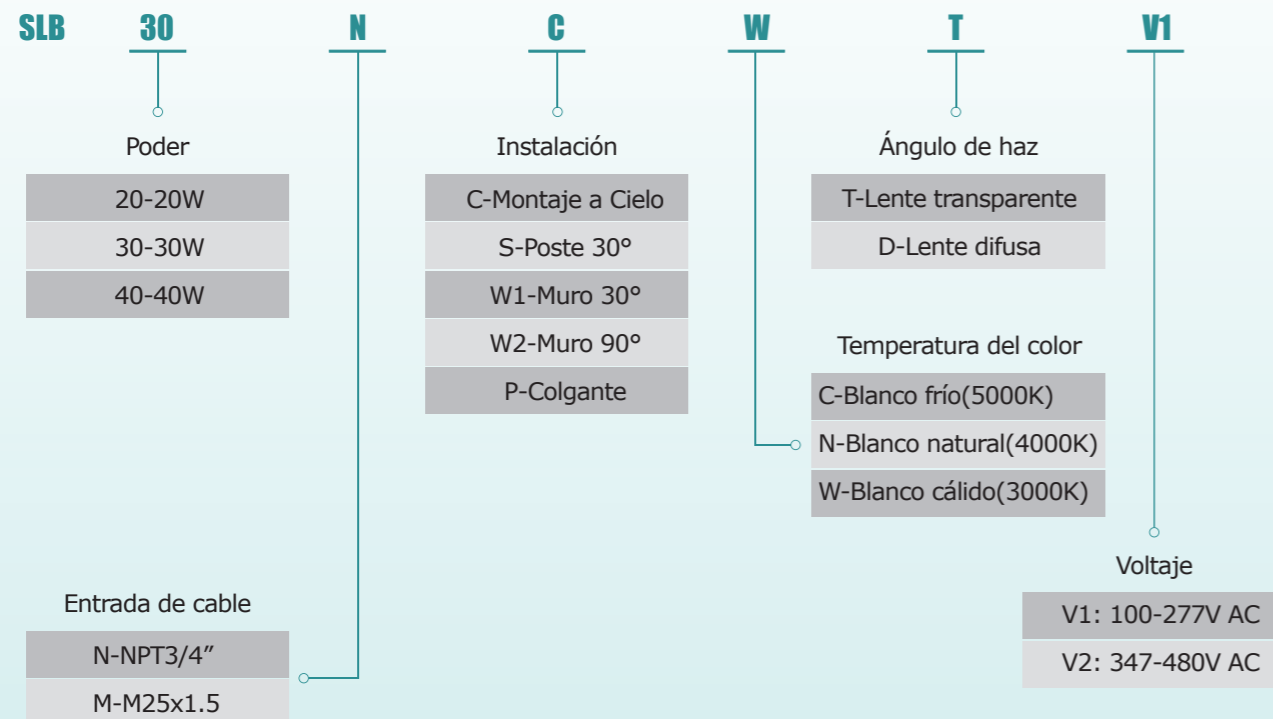 SLB 30 N C W T V1
Poder
20-20W
30-30W
40-40W
Instalación
C-Montaje a Cielo
S-Poste 30°
W1-Muro 30°
W2-Muro 90°
P-Colgante
Ángulo de haz
T-Lente transparente
D-Lente difusa
Temperatura del color
C-Blanco frío(5000K)
N-Blanco natural(4000K)
W-Blanco cálido(3000K)
Voltaje
V1: 100-277V AC
V2: 347-480V AC
Entrada de cable
N-NPT3/4″
M-M25x1.5